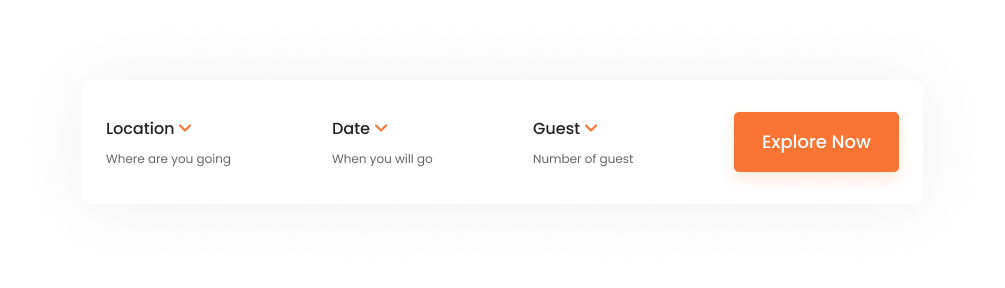 Location
Where are you going
Date
When you will go
Guest
Number of guest
Explore Now